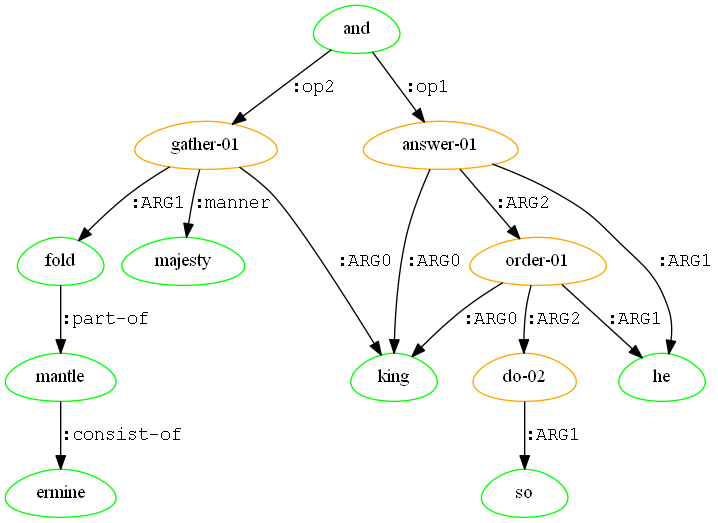 and
:op2 :op1
gather-01 answer-01
:ARG1 :manner :ARG2
:ARG0 :ARG0 :ARG1
fold majesty order-01
:part-of :ARG0 :ARG2 :ARG1
mantle king do-02 he
:consist-of :ARG1
ermine so